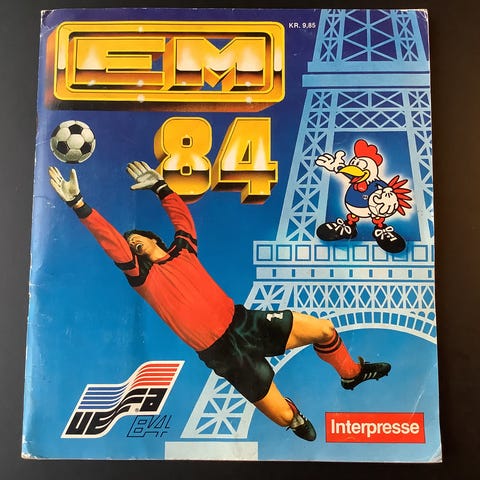 KR. 9,85
EM
84
UEFA
84
Interpresse